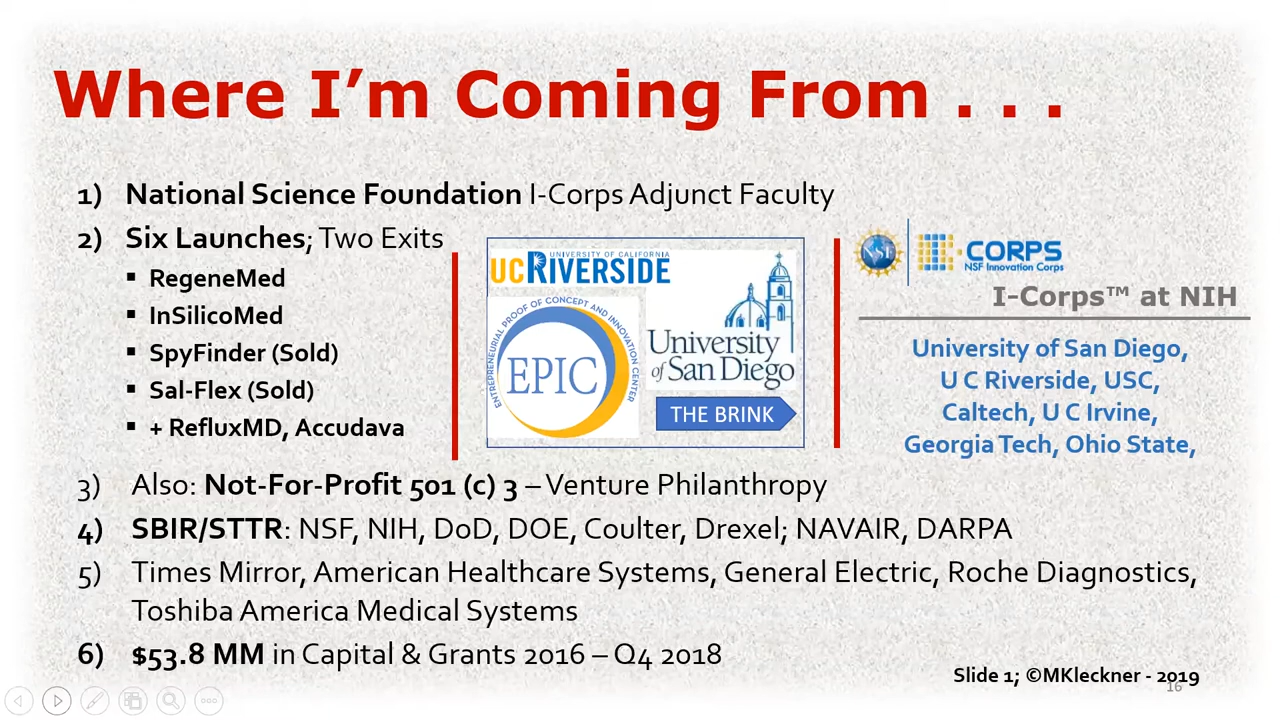 Where I’m Coming From . . .
1) National Science Foundation I-Corps Adjunct Faculty
2) Six Launches; Two Exits
▪ RegeneMed
▪ InSilicoMed
▪ SpyFinder (Sold)
▪ Sal-Flex (Sold)
▪ + RefluxMD, Accudava
UNIVERSITY OF CALIFORNIA
UCRIVERSIDE
ENTREPRENEURIAL PROOF OF CONCEPT AND INNOVATION CENTER
EPIC
University
of San Diego
THE BRINK
NSF
CORPS
NSF Innovation Corps
I-Corps™ at NIH
University of San Diego,
U C Riverside, USC,
Caltech, U C Irvine,
Georgia Tech, Ohio State,
3) Also: Not-For-Profit 501 (c) 3 – Venture Philanthropy
4) SBIR/STTR: NSF, NIH, DoD, DOE, Coulter, Drexel; NAVAIR, DARPA
5) Times Mirror, American Healthcare Systems, General Electric, Roche Diagnostics,
Toshiba America Medical Systems
6) $53.8 MM in Capital & Grants 2016 – Q4 2018
Slide 1; ©MKleckner - 2019
16